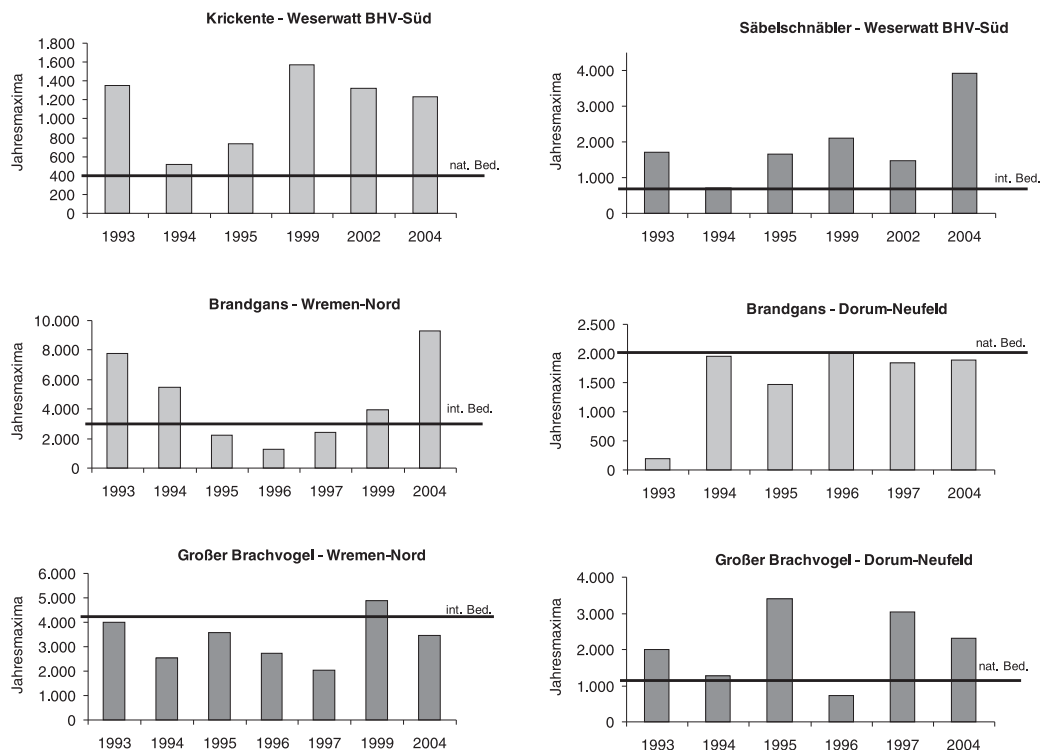 Krickente - Weserwatt BHV-Süd
Jahresmaxima
1.800
1.600
1.400
1.200
1.000
800
600
400
200
0
nat. Bed.
1993 1994 1995 1999 2002 2004
Säbelschnäbler - Weserwatt BHV-Süd
Jahresmaxima
4.000
3.000
2.000
1.000
0
int. Bed.
1993 1994 1995 1999 2002 2004
Brandgans - Wremen-Nord
Jahresmaxima
10.000
8.000
6.000
4.000
2.000
0
int. Bed.
1993 1994 1995 1996 1997 1999 2004
Brandgans - Dorum-Neufeld
Jahresmaxima
2.500
2.000
1.500
1.000
500
0
nat. Bed.
1993 1994 1995 1996 1997 2004
Großer Brachvogel - Wremen-Nord
Jahresmaxima
6.000
5.000
4.000
3.000
2.000
1.000
0
int. Bed.
1993 1994 1995 1996 1997 1999 2004
Großer Brachvogel - Dorum-Neufeld
Jahresmaxima
4.000
3.000
2.000
1.000
0
nat. Bed.
1993 1994 1995 1996 1997 2004